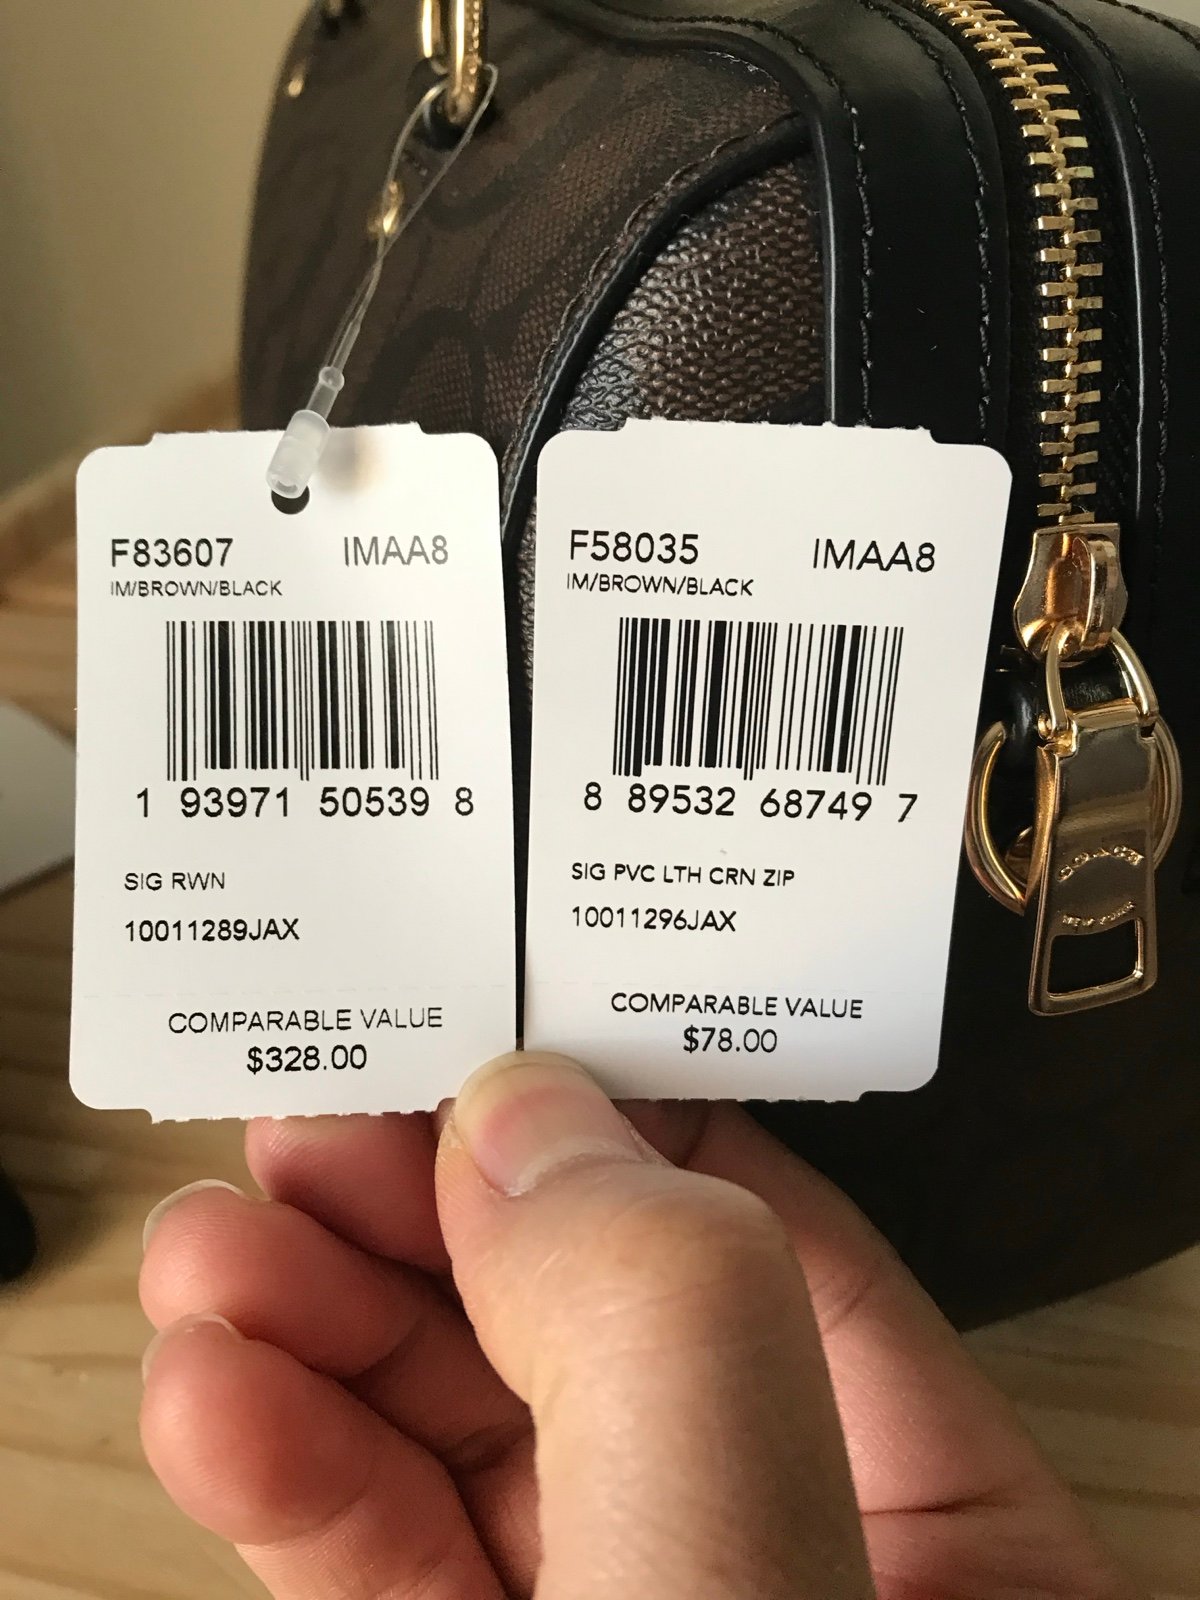 F83607 IMAA8
IM/BROWN/BLACK
1 93971 50539 8
SIG RWN
10011289JAX
COMPARABLE VALUE
$328.00
F58035 IMAA8
IM/BROWN/BLACK
8 89532 68749 7
SIG PVC LTH CRN ZIP
10011296JAX
COMPARABLE VALUE
$78.00
COACH
NEW YORK